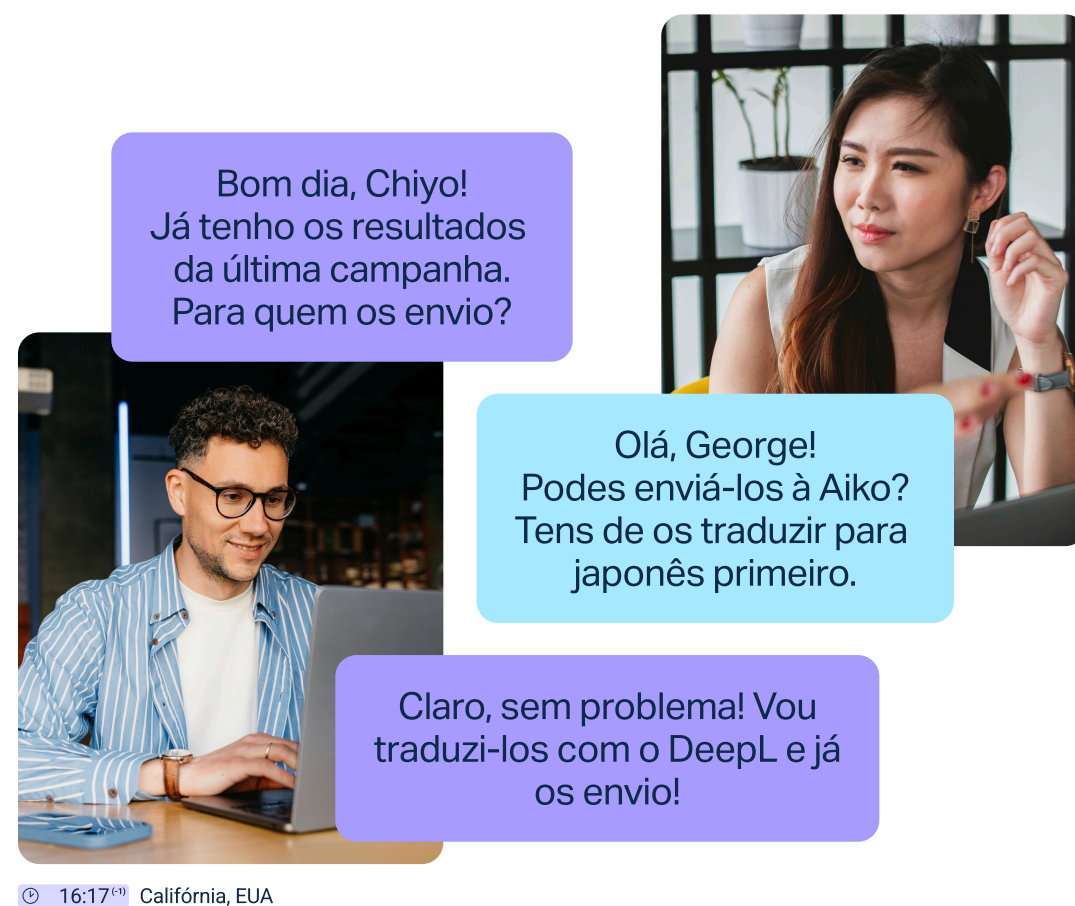 Bom dia, Chiyo!
Já tenho os resultados
da última campanha.
Para quem os envio?
Olá, George!
Podes enviá-los à Aiko?
Tens de os traduzir para
japonês primeiro.
Claro, sem problema! Vou
traduzi-los com o DeepL e já
os envio!
16:17(-1) Califórnia, EUA